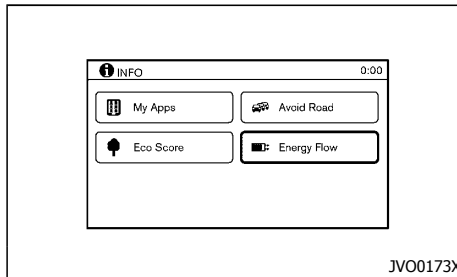 INFO 0:00
My Apps Avoid Road
Eco Score Energy Flow
JVO0173X